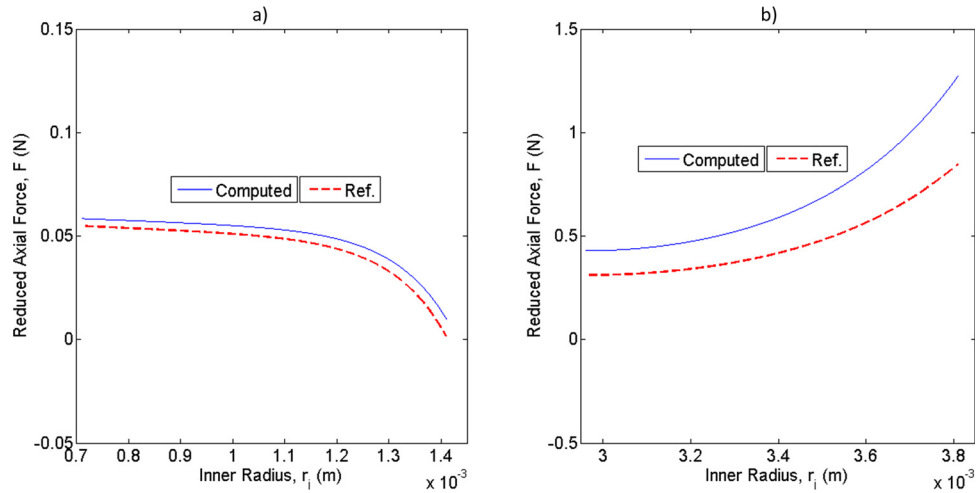 a)
0.15
0.1
0.05
0
-0.05
Reduced Axial Force, F (N)
Computed
Ref.
0.7 0.8 0.9 1 1.1 1.2 1.3 1.4
Inner Radius, r_i (m)
x 10^-3
b)
1.5
1
0.5
0
-0.5
Reduced Axial Force, F (N)
Computed
Ref.
3 3.2 3.4 3.6 3.8
Inner Radius, r_i (m)
x 10^-3